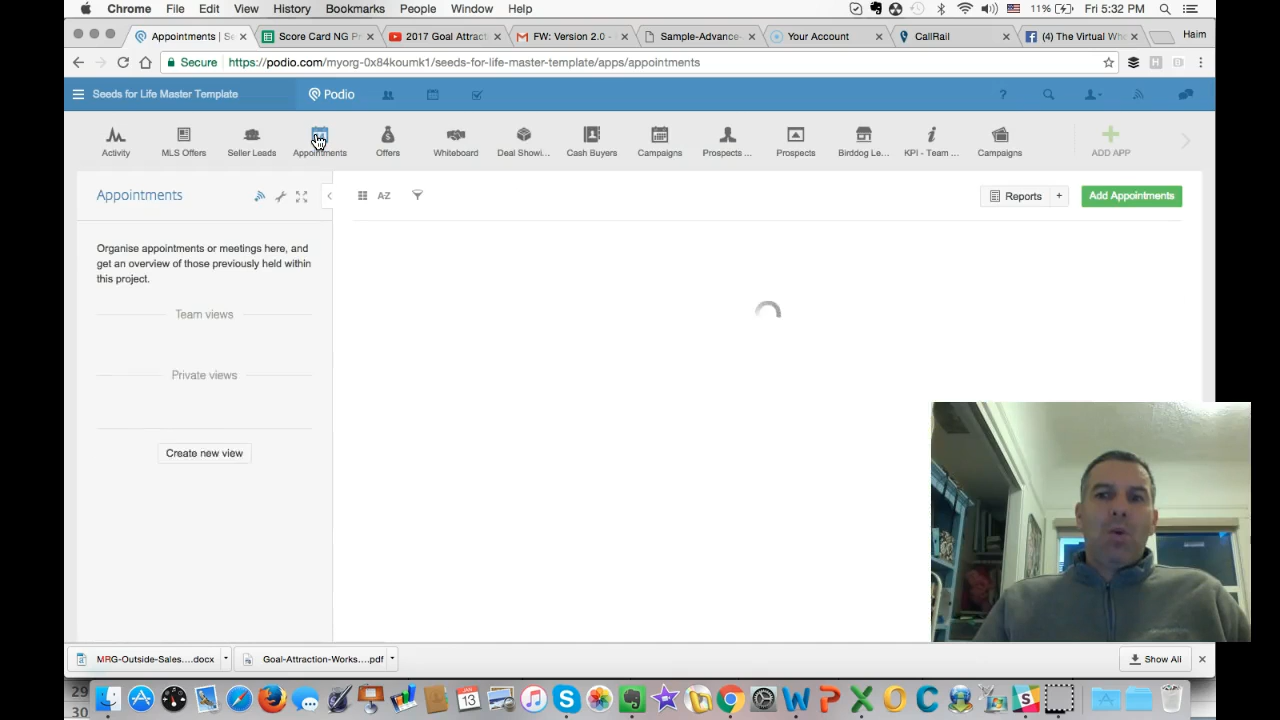 Chrome File Edit View History Bookmarks People Window Help 11% Fri 5:32 PM
Appointments | Se Score Card NG Pr 2017 Goal Attract FW: Version 2.0 - Sample-Advance- Your Account CallRail (4) The Virtual Who Haim
Secure https://podio.com/myorg-0x84koumk1/seeds-for-life-master-template/apps/appointments
Seeds for Life Master Template Podio ?
Activity MLS Offers Seller Leads Appointments Offers Whiteboard Deal Showi... Cash Buyers Campaigns Prospects ... Prospects Birddog Le... KPI - Team ... Campaigns ADD APP
Appointments AZ Reports + Add Appointments
Organise appointments or meetings here, and
get an overview of those previously held within
this project.
Team views
Private views
Create new view
MRG-Outside-Sales....docx Goal-Attraction-Works....pdf Show All
29
30
13